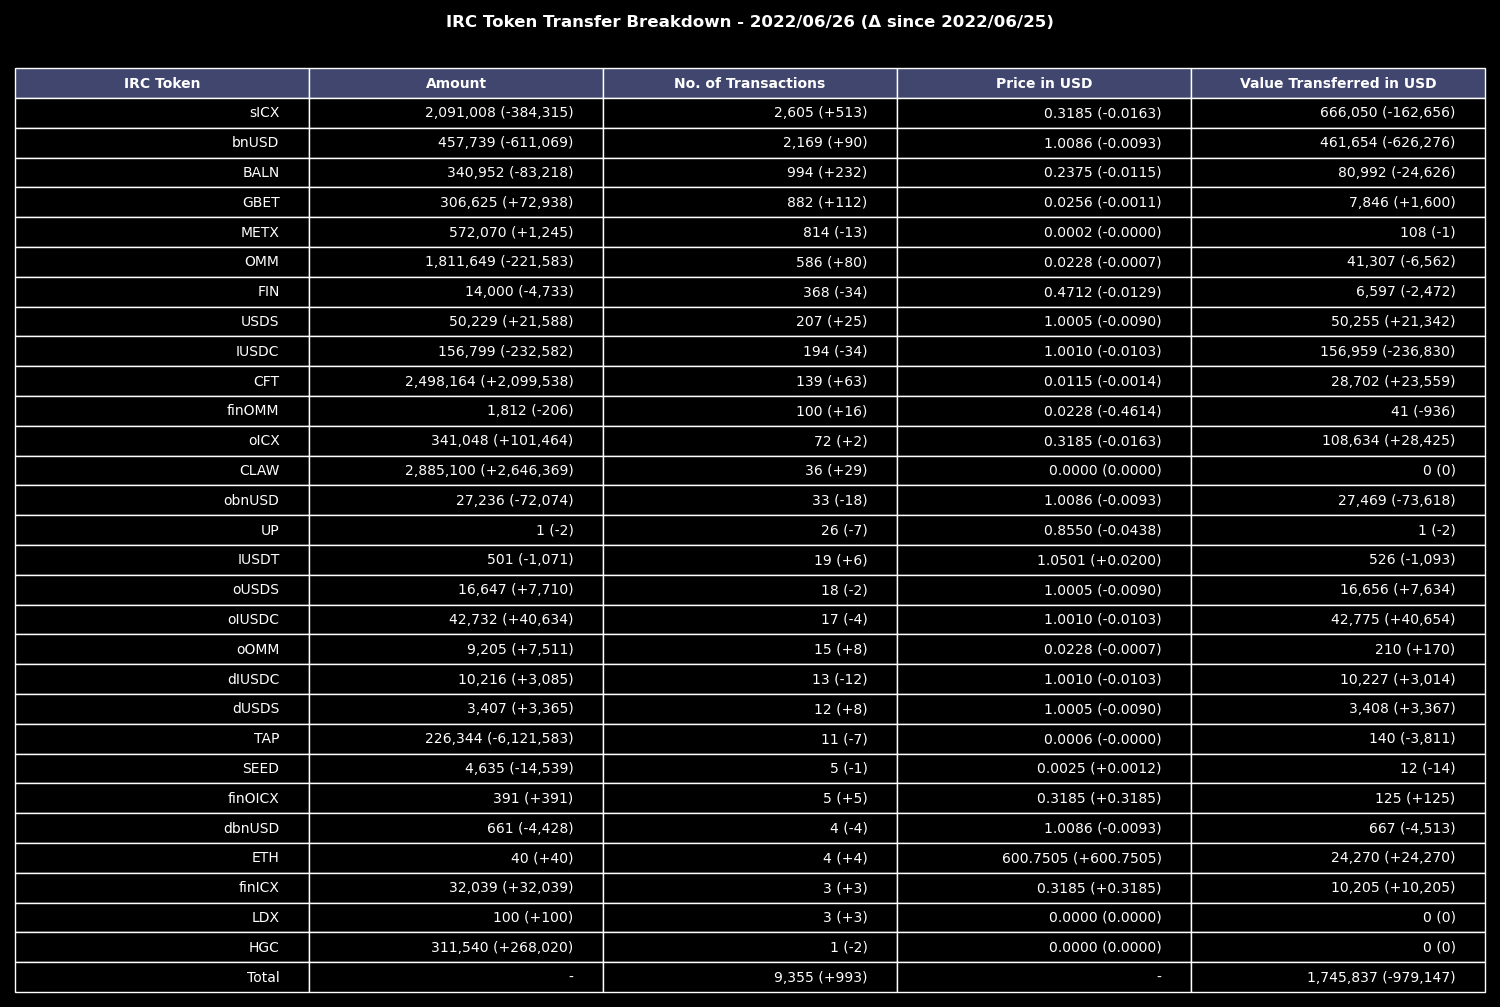 IRC Token Transfer Breakdown - 2022/06/26 (Δ since 2022/06/25)
IRC Token Amount No. of Transactions Price in USD Value Transferred in USD
sICX 2,091,008 (-384,315) 2,605 (+513) 0.3185 (-0.0163) 666,050 (-162,656)
bnUSD 457,739 (-611,069) 2,169 (+90) 1.0086 (-0.0093) 461,654 (-626,276)
BALN 340,952 (-83,218) 994 (+232) 0.2375 (-0.0115) 80,992 (-24,626)
GBET 306,625 (+72,938) 882 (+112) 0.0256 (-0.0011) 7,846 (+1,600)
METX 572,070 (+1,245) 814 (-13) 0.0002 (-0.0000) 108 (-1)
OMM 1,811,649 (-221,583) 586 (+80) 0.0228 (-0.0007) 41,307 (-6,562)
FIN 14,000 (-4,733) 368 (-34) 0.4712 (-0.0129) 6,597 (-2,472)
USDS 50,229 (+21,588) 207 (+25) 1.0005 (-0.0090) 50,255 (+21,342)
IUSDC 156,799 (-232,582) 194 (-34) 1.0010 (-0.0103) 156,959 (-236,830)
CFT 2,498,164 (+2,099,538) 139 (+63) 0.0115 (-0.0014) 28,702 (+23,559)
finOMM 1,812 (-206) 100 (+16) 0.0228 (-0.4614) 41 (-936)
oICX 341,048 (+101,464) 72 (+2) 0.3185 (-0.0163) 108,634 (+28,425)
CLAW 2,885,100 (+2,646,369) 36 (+29) 0.0000 (0.0000) 0 (0)
obnUSD 27,236 (-72,074) 33 (-18) 1.0086 (-0.0093) 27,469 (-73,618)
UP 1 (-2) 26 (-7) 0.8550 (-0.0438) 1 (-2)
IUSDT 501 (-1,071) 19 (+6) 1.0501 (+0.0200) 526 (-1,093)
oUSDS 16,647 (+7,710) 18 (-2) 1.0005 (-0.0090) 16,656 (+7,634)
oIUSDC 42,732 (+40,634) 17 (-4) 1.0010 (-0.0103) 42,775 (+40,654)
oOMM 9,205 (+7,511) 15 (+8) 0.0228 (-0.0007) 210 (+170)
dIUSDC 10,216 (+3,085) 13 (-12) 1.0010 (-0.0103) 10,227 (+3,014)
dUSDS 3,407 (+3,365) 12 (+8) 1.0005 (-0.0090) 3,408 (+3,367)
TAP 226,344 (-6,121,583) 11 (-7) 0.0006 (-0.0000) 140 (-3,811)
SEED 4,635 (-14,539) 5 (-1) 0.0025 (+0.0012) 12 (-14)
finOICX 391 (+391) 5 (+5) 0.3185 (+0.3185) 125 (+125)
dbnUSD 661 (-4,428) 4 (-4) 1.0086 (-0.0093) 667 (-4,513)
ETH 40 (+40) 4 (+4) 600.7505 (+600.7505) 24,270 (+24,270)
finICX 32,039 (+32,039) 3 (+3) 0.3185 (+0.3185) 10,205 (+10,205)
LDX 100 (+100) 3 (+3) 0.0000 (0.0000) 0 (0)
HGC 311,540 (+268,020) 1 (-2) 0.0000 (0.0000) 0 (0)
Total - 9,355 (+993) - 1,745,837 (-979,147)